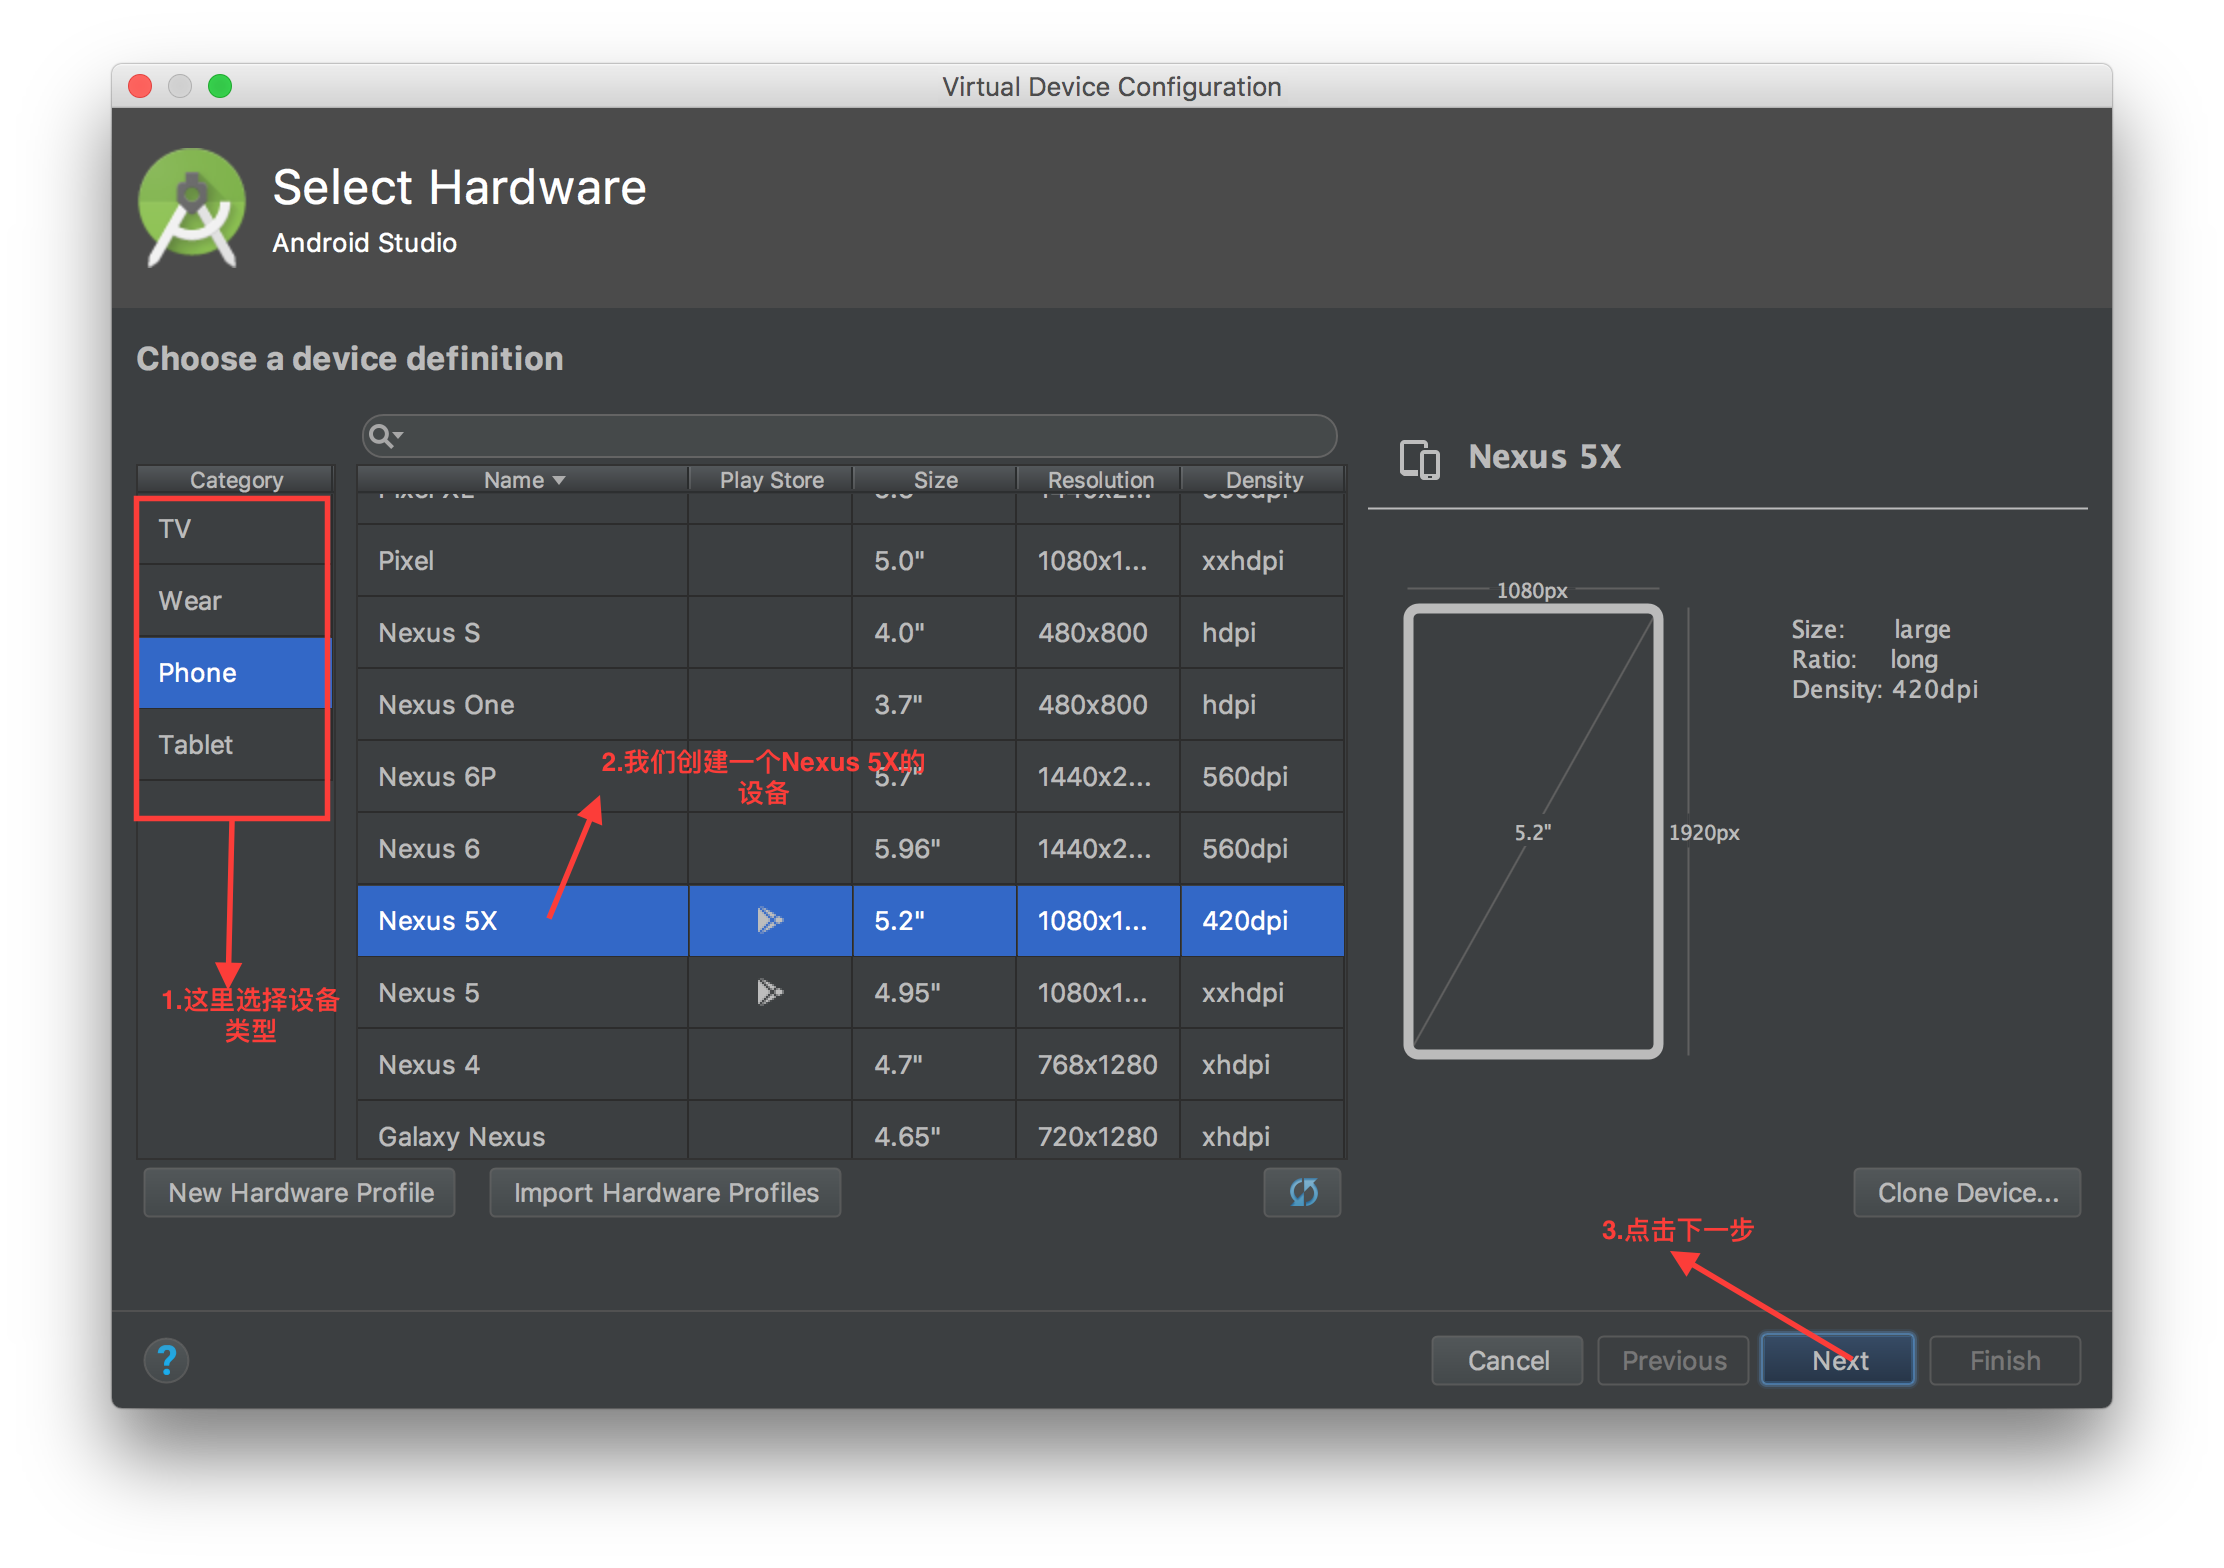 Virtual Device Configuration
Select Hardware
Android Studio
Choose a device definition
Category
TV
Wear
Phone
Tablet
Name Play Store Size Resolution Density
Pixel 5.0" 1080x1... xxhdpi
Nexus S 4.0" 480x800 hdpi
Nexus One 3.7" 480x800 hdpi
Nexus 6P 5.7" 1440x2... 560dpi
Nexus 6 5.96" 1440x2... 560dpi
Nexus 5X 5.2" 1080x1... 420dpi
Nexus 5 4.95" 1080x1... xxhdpi
Nexus 4 4.7" 768x1280 xhdpi
Galaxy Nexus 4.65" 720x1280 xhdpi
1.这里选择设备
类型
2.我们创建一个Nexus 5X的
设备
Nexus 5X
1080px
5.2"
1920px
Size: large
Ratio: long
Density: 420dpi
New Hardware Profile
Import Hardware Profiles
Clone Device...
3.点击下一步
?
Cancel
Previous
Next
Finish